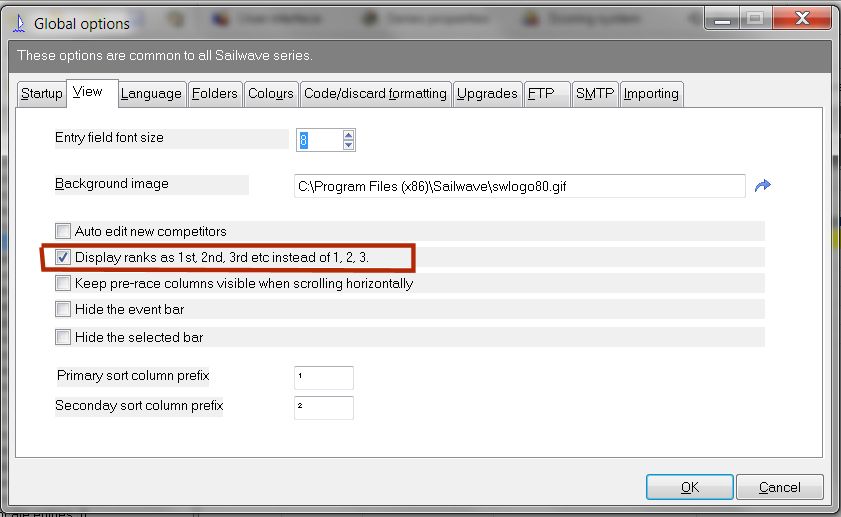 Global options
These options are common to all Sailwave series.
Startup View Language Folders Colours Code/discard formatting Upgrades FTP SMTP Importing
Entry field font size 8
Background image C:\Program Files (x86)\Sailwave\swlogo80.gif
Auto edit new competitors
Display ranks as 1st, 2nd, 3rd etc instead of 1, 2, 3.
Keep pre-race columns visible when scrolling horizontally
Hide the event bar
Hide the selected bar
Primary sort column prefix ¹
Seconday sort column prefix ²
OK Cancel